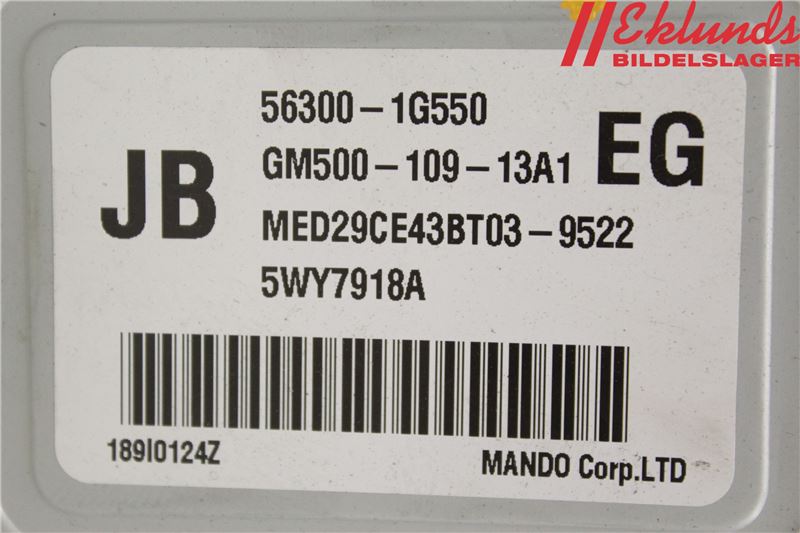 Eklunds
BILDELSLAGER
56300-1G550
JB
GM500-109-13A1
EG
MED29CE43BT03-9522
5WY7918A
189I0124Z
MANDO Corp.LTD